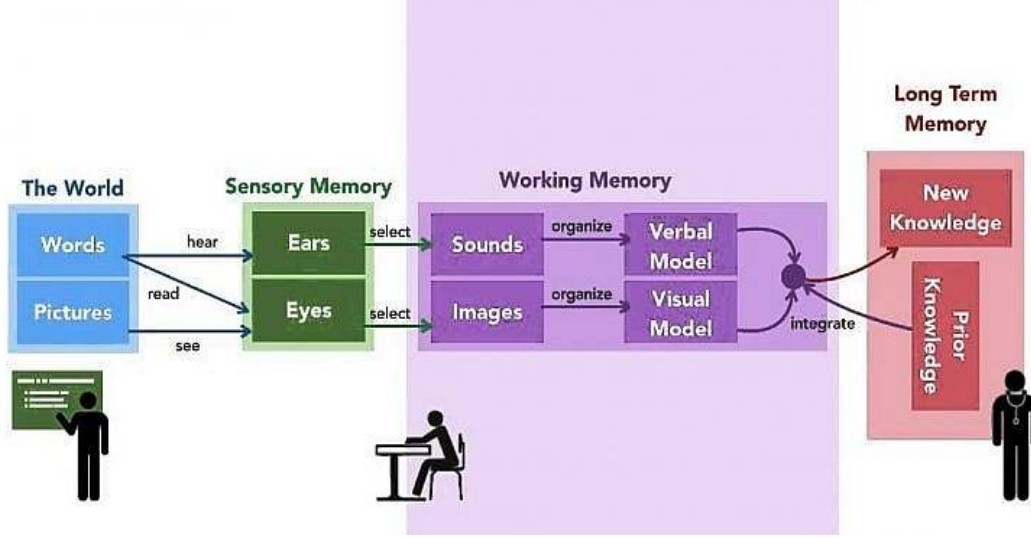 Long Term
Memory
The World
Sensory Memory
Working Memory
New
Knowledge
Words
hear
Ears
select
Sounds
organize
Verbal
Model
read
Pictures
see
Eyes
select
Images
organize
Visual
Model
integrate
Prior
Knowledge